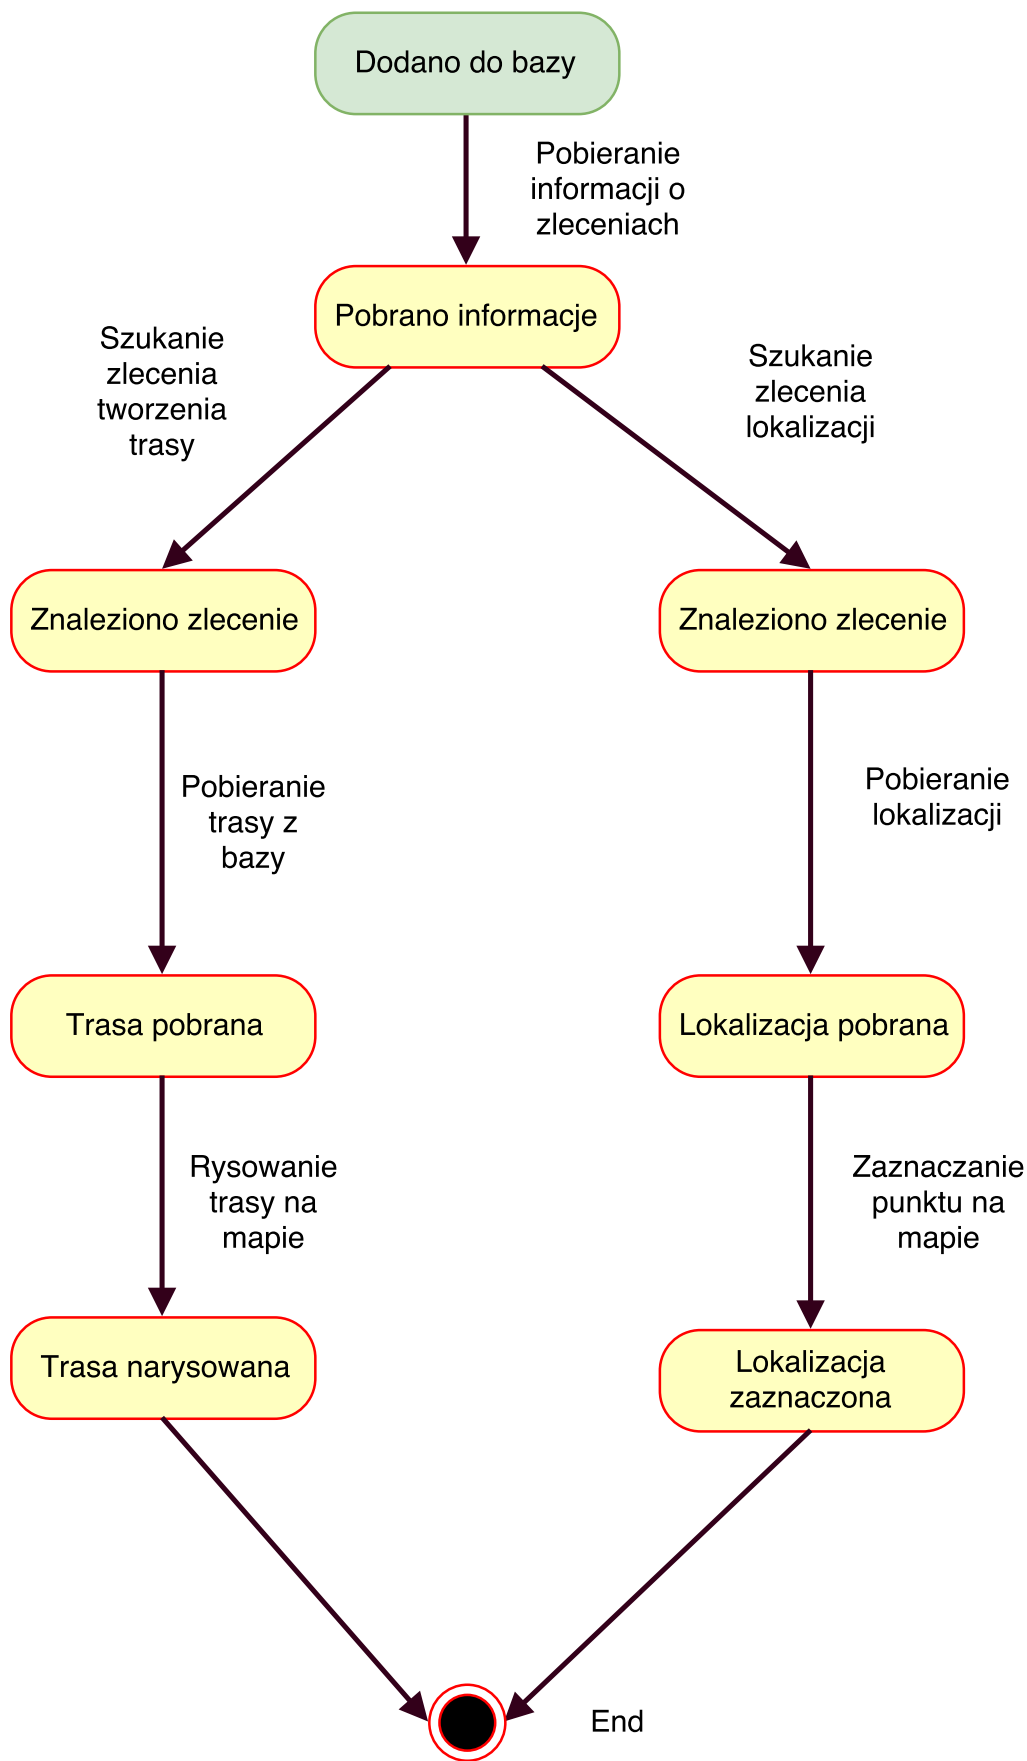 Dodano do bazy
Pobieranie
informacji o
zleceniach
Pobrano informacje
Szukanie
zlecenia
tworzenia
trasy
Szukanie
zlecenia
lokalizacji
Znaleziono zlecenie
Znaleziono zlecenie
Pobieranie
trasy z
bazy
Pobieranie
lokalizacji
Trasa pobrana
Lokalizacja pobrana
Rysowanie
trasy na
mapie
Zaznaczanie
punktu na
mapie
Trasa narysowana
Lokalizacja
zaznaczona
End